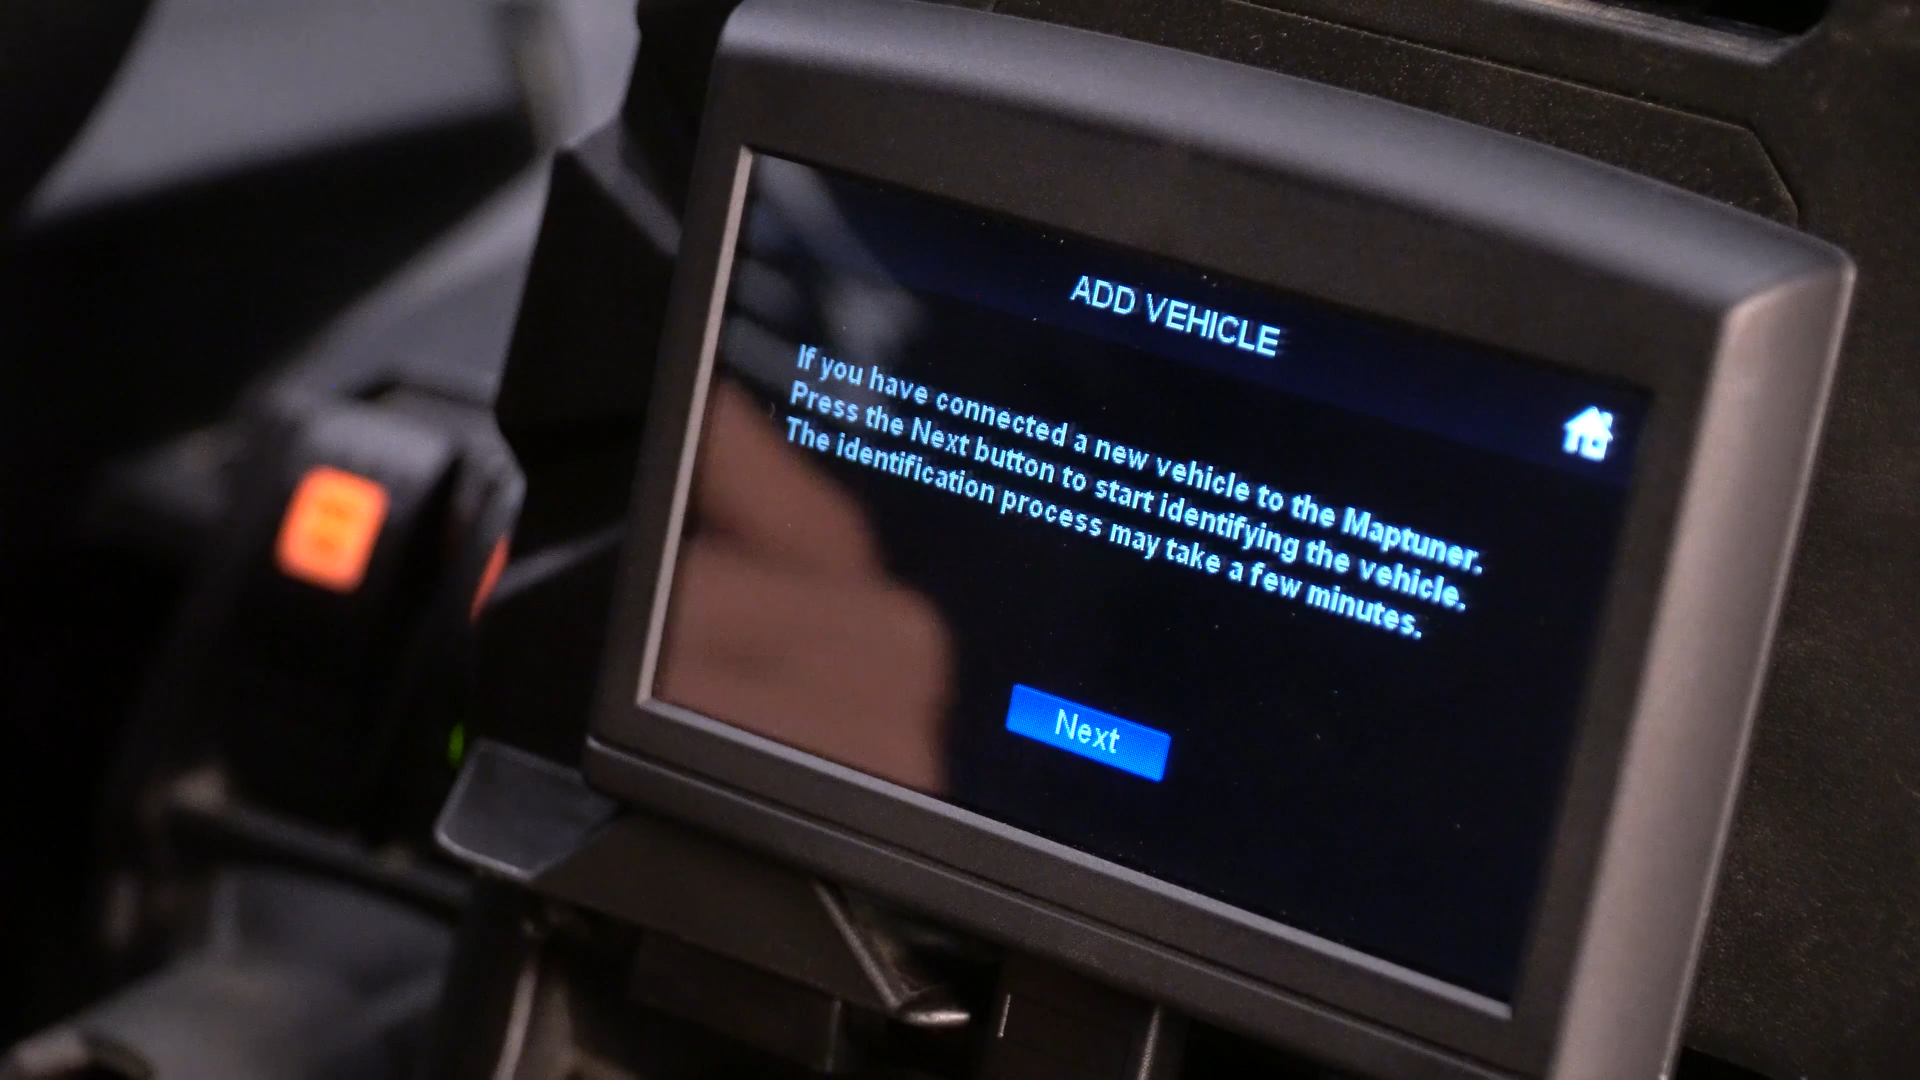 ADD VEHICLE
If you have connected a new vehicle to the Maptuner.
Press the Next button to start identifying the vehicle.
The identification process may take a few minutes.
Next